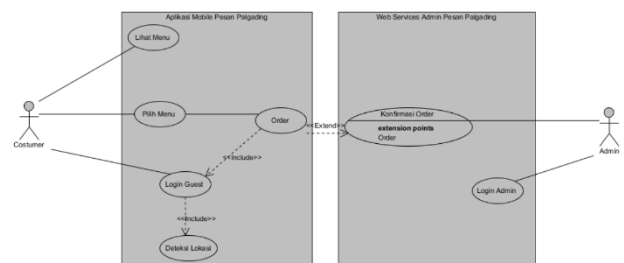 Aplikasi Mobile Pesan Palgading
Web Services Admin Pesan Palgading
Lihat Menu
Pilih Menu
Order
<<Extend>>
Konfirmasi Order
extension points
Order
Costumer
Admin
<<Include>>
Login Guest
Login Admin
<<Include>>
Deteksi Lokasi